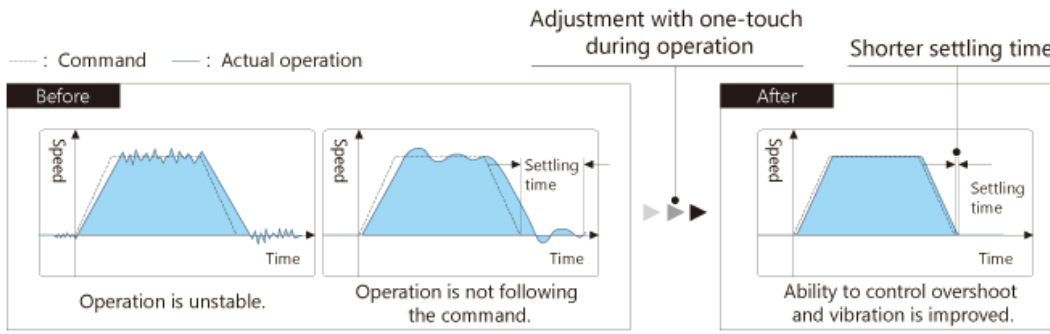 Adjustment with one-touch
during operation
Shorter settling time
: Command
: Actual operation
Before
Speed
Time
Operation is unstable.
Speed
Settling
time
Time
Operation is not following
the command.
After
Speed
Settling
time
Time
Ability to control overshoot
and vibration is improved.